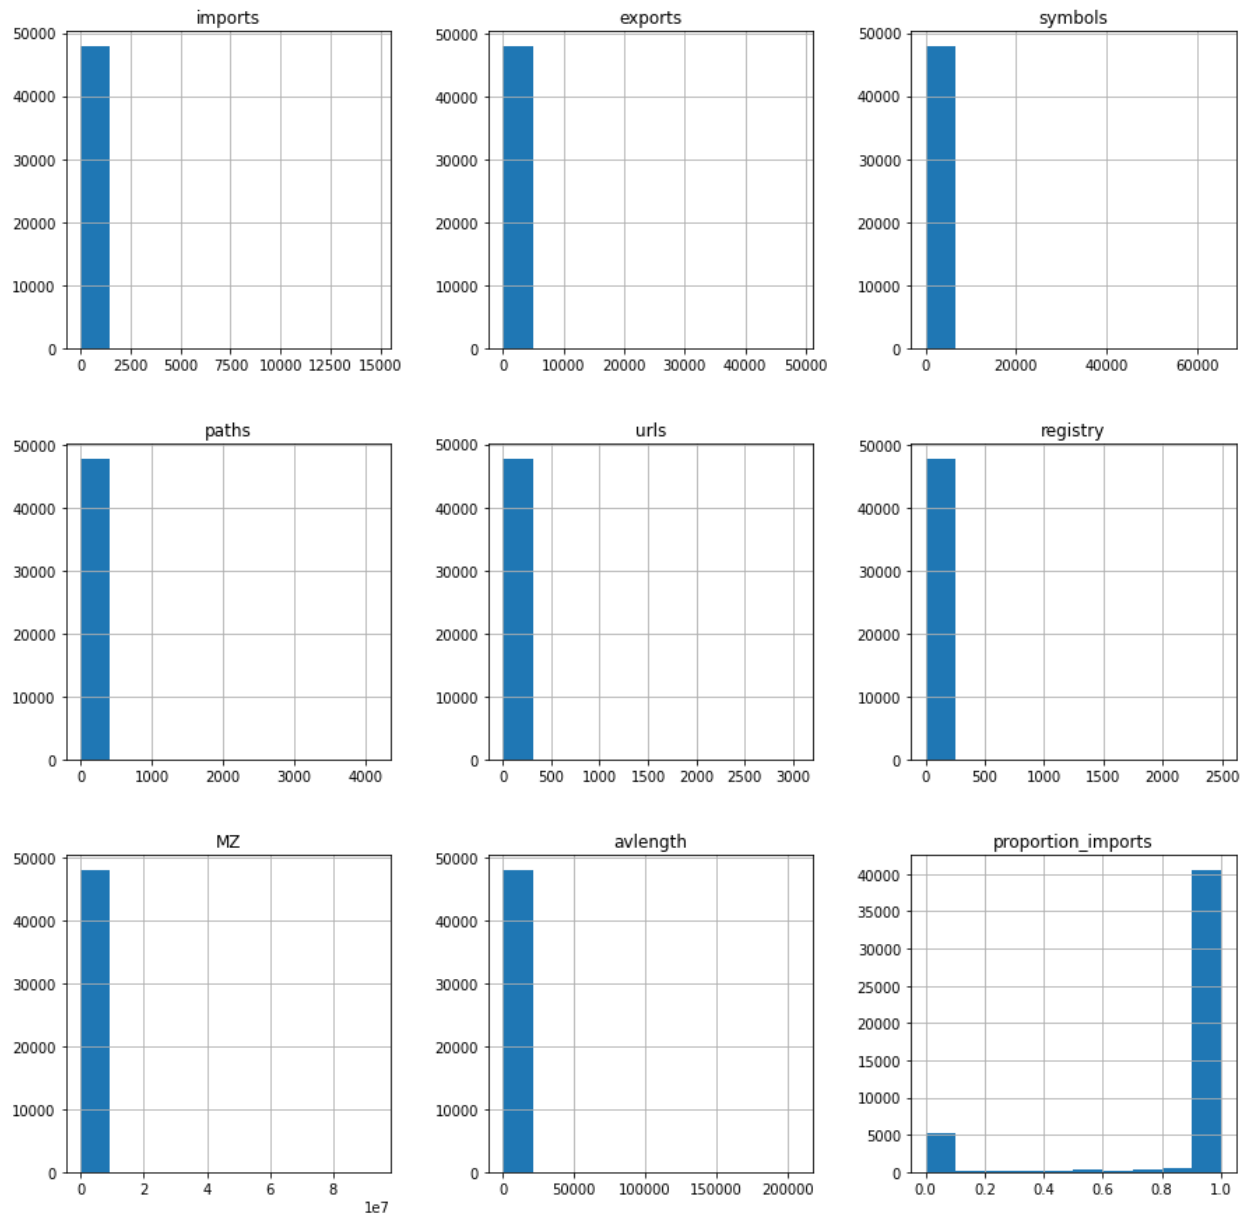 imports exports symbols
50000 50000 50000
40000 40000 40000
30000 30000 30000
20000 20000 20000
10000 10000 10000
0 0 0
0 2500 5000 7500 10000 12500 15000 0 10000 20000 30000 40000 50000 0 20000 40000 60000
paths urls registry
50000 50000 50000
40000 40000 40000
30000 30000 30000
20000 20000 20000
10000 10000 10000
0 0 0
0 1000 2000 3000 4000 0 500 1000 1500 2000 2500 3000 0 500 1000 1500 2000 2500
MZ avlength proportion_imports
50000 50000 40000
40000 40000 35000
30000 30000 30000
20000 20000 25000
10000 10000 20000
0 0 15000
10000
5000
0
0 2 4 6 8 0 50000 100000 150000 200000 0.0 0.2 0.4 0.6 0.8 1.0
1e7